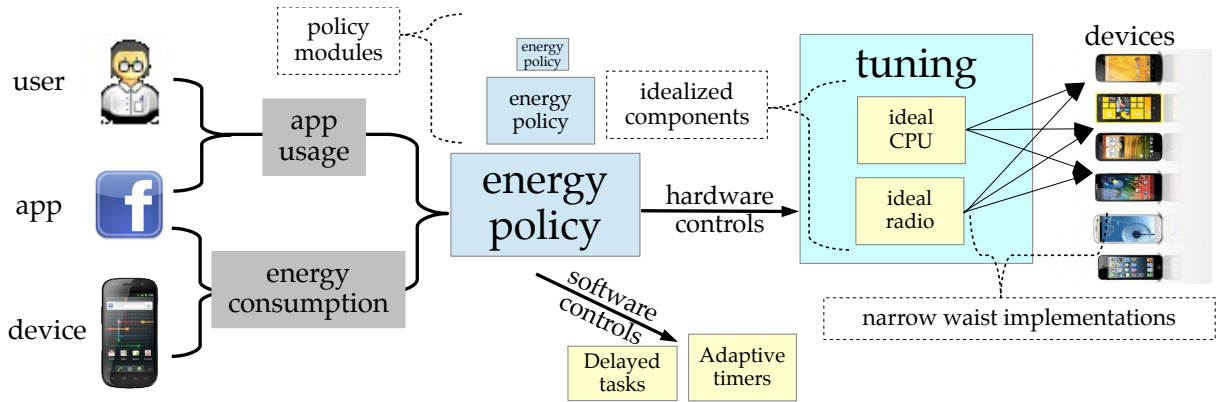 user
app
device
app
usage
energy
consumption
policy
modules
energy
policy
energy
policy
energy
policy
hardware
controls
software
controls
Delayed
tasks
Adaptive
timers
idealized
components
tuning
ideal
CPU
ideal
radio
devices
narrow waist implementations
f